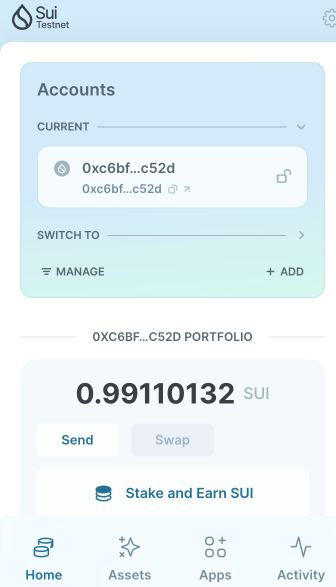 Sui
Testnet
Accounts
CURRENT
0xc6bf...c52d
0xc6bf...c52d
SWITCH TO
MANAGE
+ ADD
0XC6BF...C52D PORTFOLIO
0.99110132 SUI
Send
Swap
Stake and Earn SUI
Home
Assets
Apps
Activity